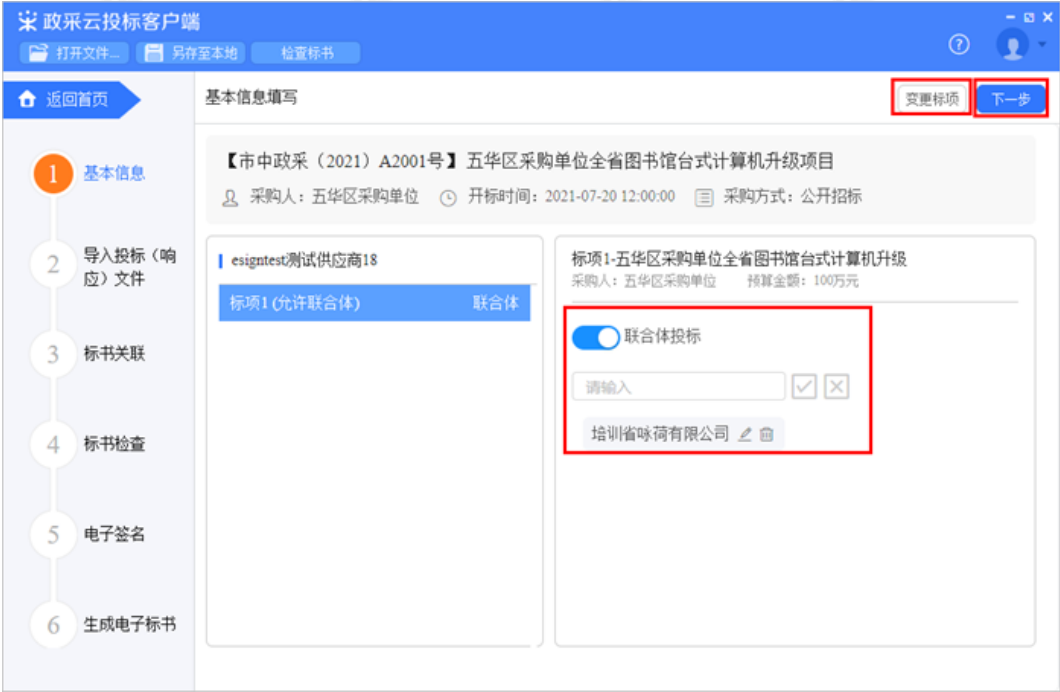 政采云投标客户端
打开文件... 另存至本地 检查标书
返回首页
基本信息填写
变更标项 下一步
1 基本信息
2 导入投标（响
应）文件
3 标书关联
4 标书检查
5 电子签名
6 生成电子标书
【市中政采（2021）A2001号】五华区采购单位全省图书馆台式计算机升级项目
采购人：五华区采购单位 开标时间：2021-07-20 12:00:00 采购方式：公开招标
esigntest测试供应商18
标项1 (允许联合体) 联合体
标项1-五华区采购单位全省图书馆台式计算机升级
采购人：五华区采购单位 预算金额：100万元
联合体投标
请输入
培训省咏荷有限公司